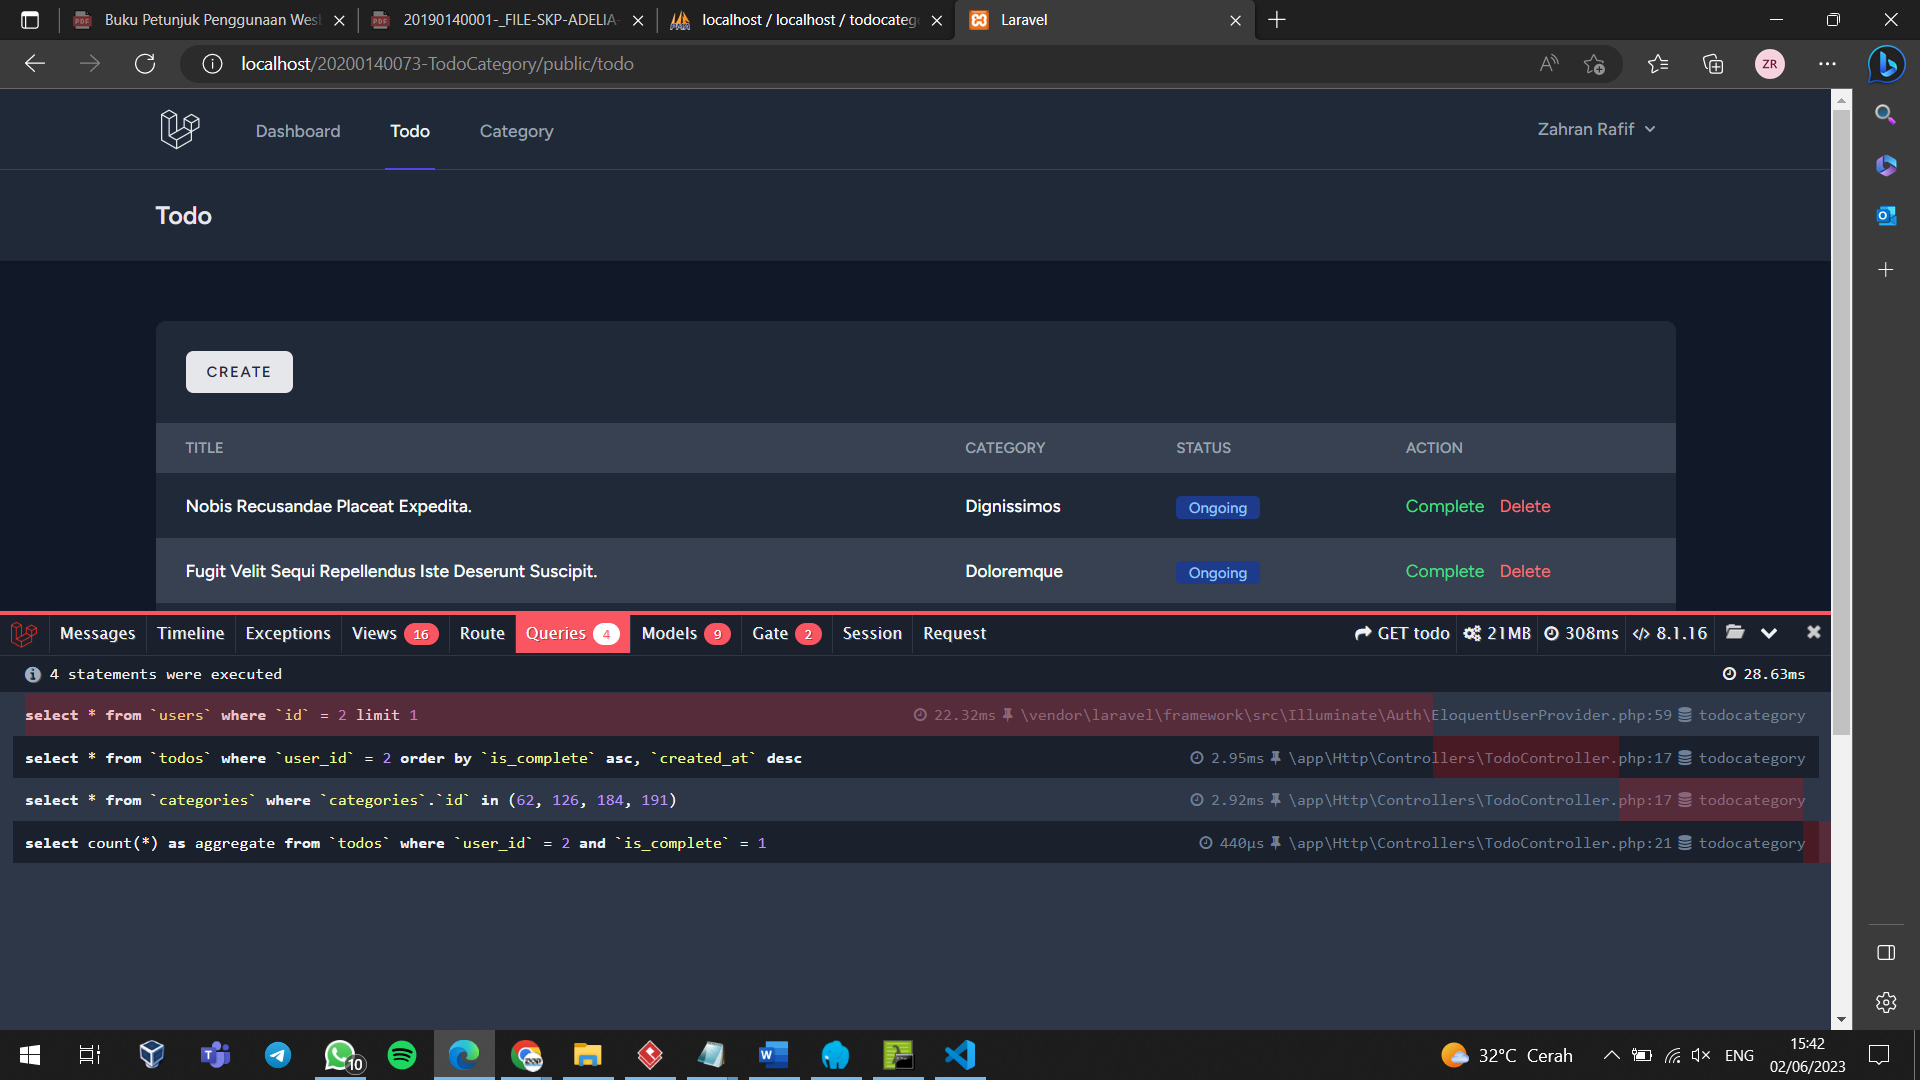 Buku Petunjuk Penggunaan Wes
20190140001-_FILE-SKP-ADELIA-
localhost / localhost / todocateg
Laravel
localhost/20200140073-TodoCategory/public/todo
ZR
Dashboard
Todo
Category
Zahran Rafif
Todo
CREATE
TITLE CATEGORY STATUS ACTION
Nobis Recusandae Placeat Expedita. Dignissimos Ongoing Complete Delete
Fugit Velit Sequi Repellendus Iste Deserunt Suscipit. Doloremque Ongoing Complete Delete
Messages Timeline Exceptions Views 16 Route Queries 4 Models 9 Gate 2 Session Request GET todo 21MB 308ms 8.1.16
4 statements were executed 28.63ms
select * from `users` where `id` = 2 limit 1 22.32ms \vendor\laravel\framework\src\Illuminate\Auth\EloquentUserProvider.php:59 todocategory
select * from `todos` where `user_id` = 2 order by `is_complete` asc, `created_at` desc 2.95ms \app\Http\Controllers\TodoController.php:17 todocategory
select * from `categories` where `categories`.`id` in (62, 126, 184, 191) 2.92ms \app\Http\Controllers\TodoController.php:17 todocategory
select count(*) as aggregate from `todos` where `user_id` = 2 and `is_complete` = 1 440μs \app\Http\Controllers\TodoController.php:21 todocategory
10
32°C Cerah
ENG
15:42
02/06/2023